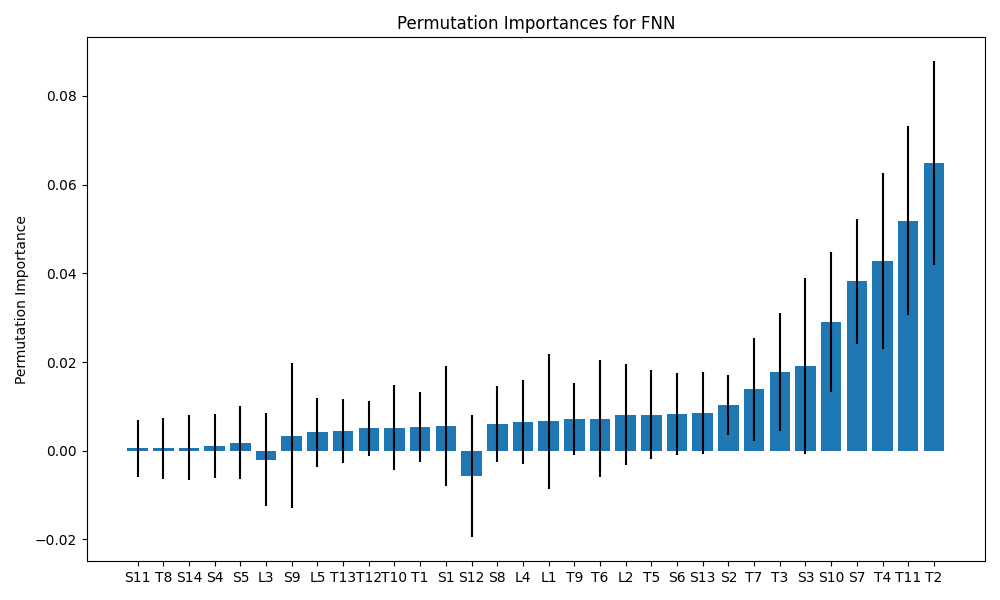 Permutation Importances for FNN
Permutation Importance
0.08
0.06
0.04
0.02
0.00
−0.02
S11 T8 S14 S4 S5 L3 S9 L5 T13 T12 T10 T1 S1 S12 S8 L4 L1 T9 T6 L2 T5 S6 S13 S2 T7 T3 S3 S10 S7 T4 T11 T2